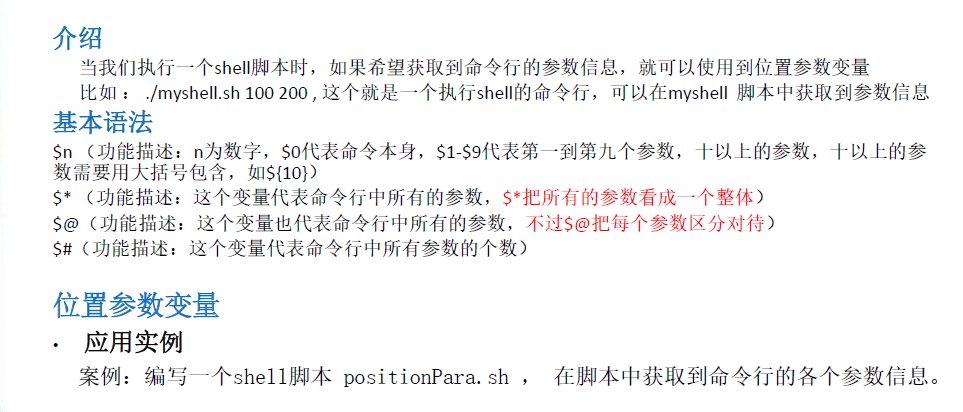 介绍
当我们执行一个shell脚本时，如果希望获取到命令行的参数信息，就可以使用到位置参数变量
比如 ： ./myshell.sh 100 200 , 这个就是一个执行shell的命令行，可以在myshell 脚本中获取到参数信息
基本语法
$n （功能描述：n为数字，$0代表命令本身，$1-$9代表第一到第九个参数，十以上的参数，十以上的参
数需要用大括号包含，如${10}）
$* （功能描述：这个变量代表命令行中所有的参数，$*把所有的参数看成一个整体）
$@（功能描述：这个变量也代表命令行中所有的参数，不过$@把每个参数区分对待）
$#（功能描述：这个变量代表命令行中所有参数的个数）
位置参数变量
• 应用实例
案例：编写一个shell脚本 positionPara.sh ， 在脚本中获取到命令行的各个参数信息。